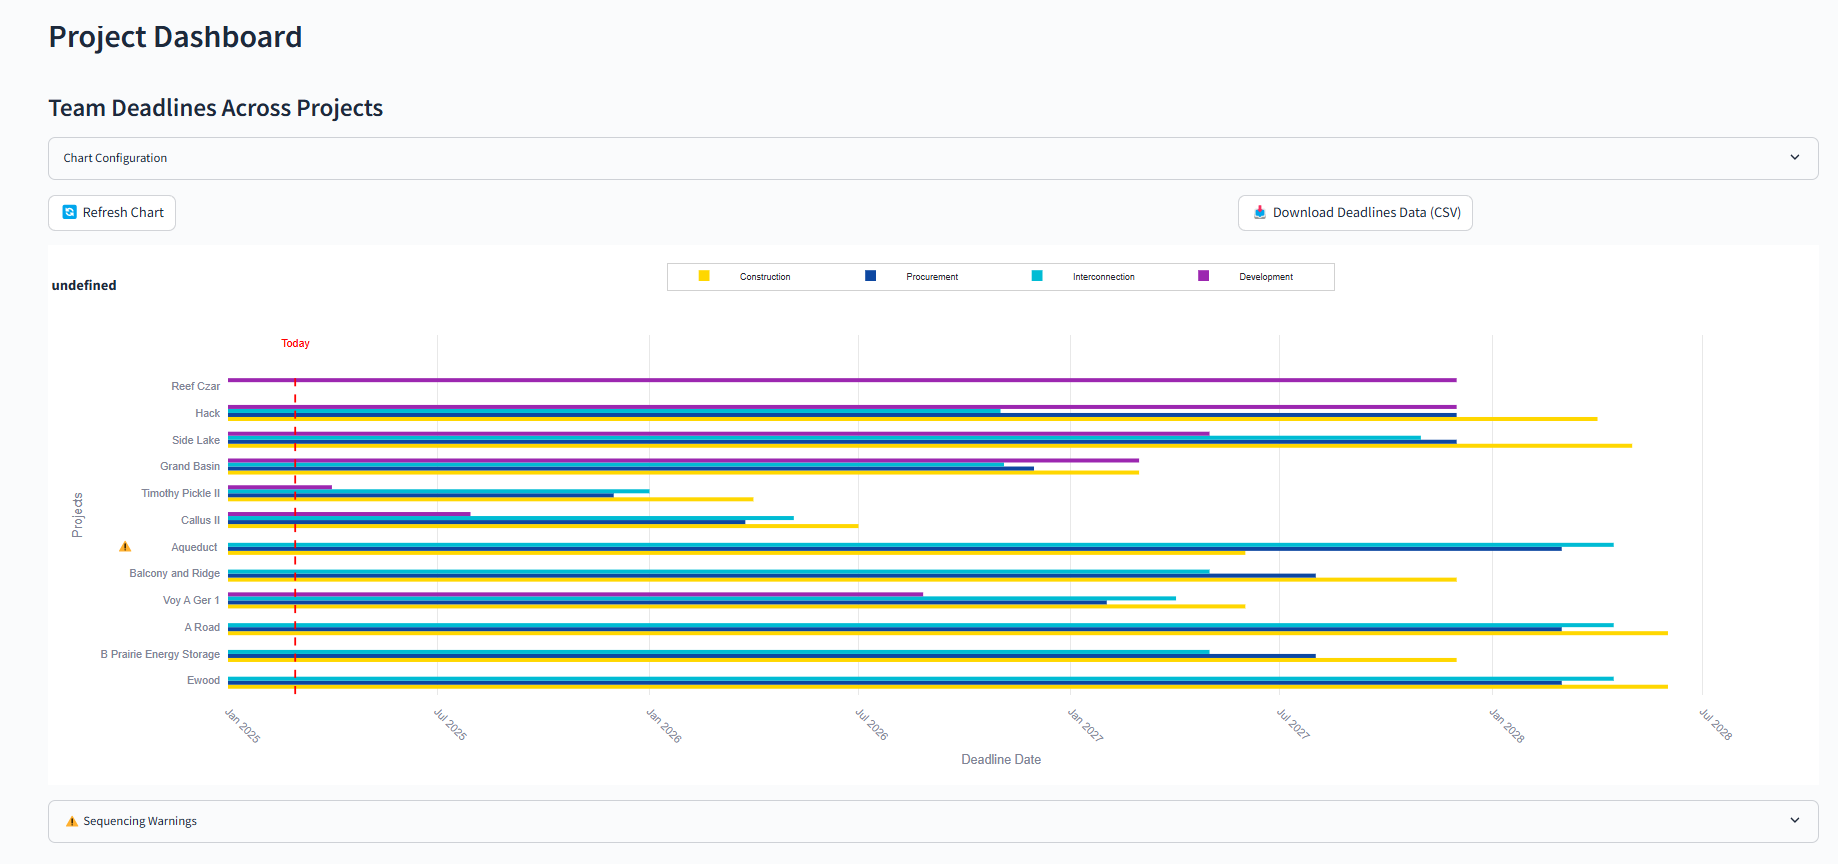 Project Dashboard
Team Deadlines Across Projects
Chart Configuration
Refresh Chart
Download Deadlines Data (CSV)
undefined
Construction Procurement Interconnection Development
Today
Reef Czar
Hack
Side Lake
Grand Basin
Timothy Pickle II
Callus II
Aqueduct
Balcony and Ridge
Voy A Ger 1
A Road
B Prairie Energy Storage
Ewood
Projects
Jan 2025 Jul 2025 Jan 2026 Jul 2026 Jan 2027 Jul 2027 Jan 2028 Jul 2028
Deadline Date
Sequencing Warnings